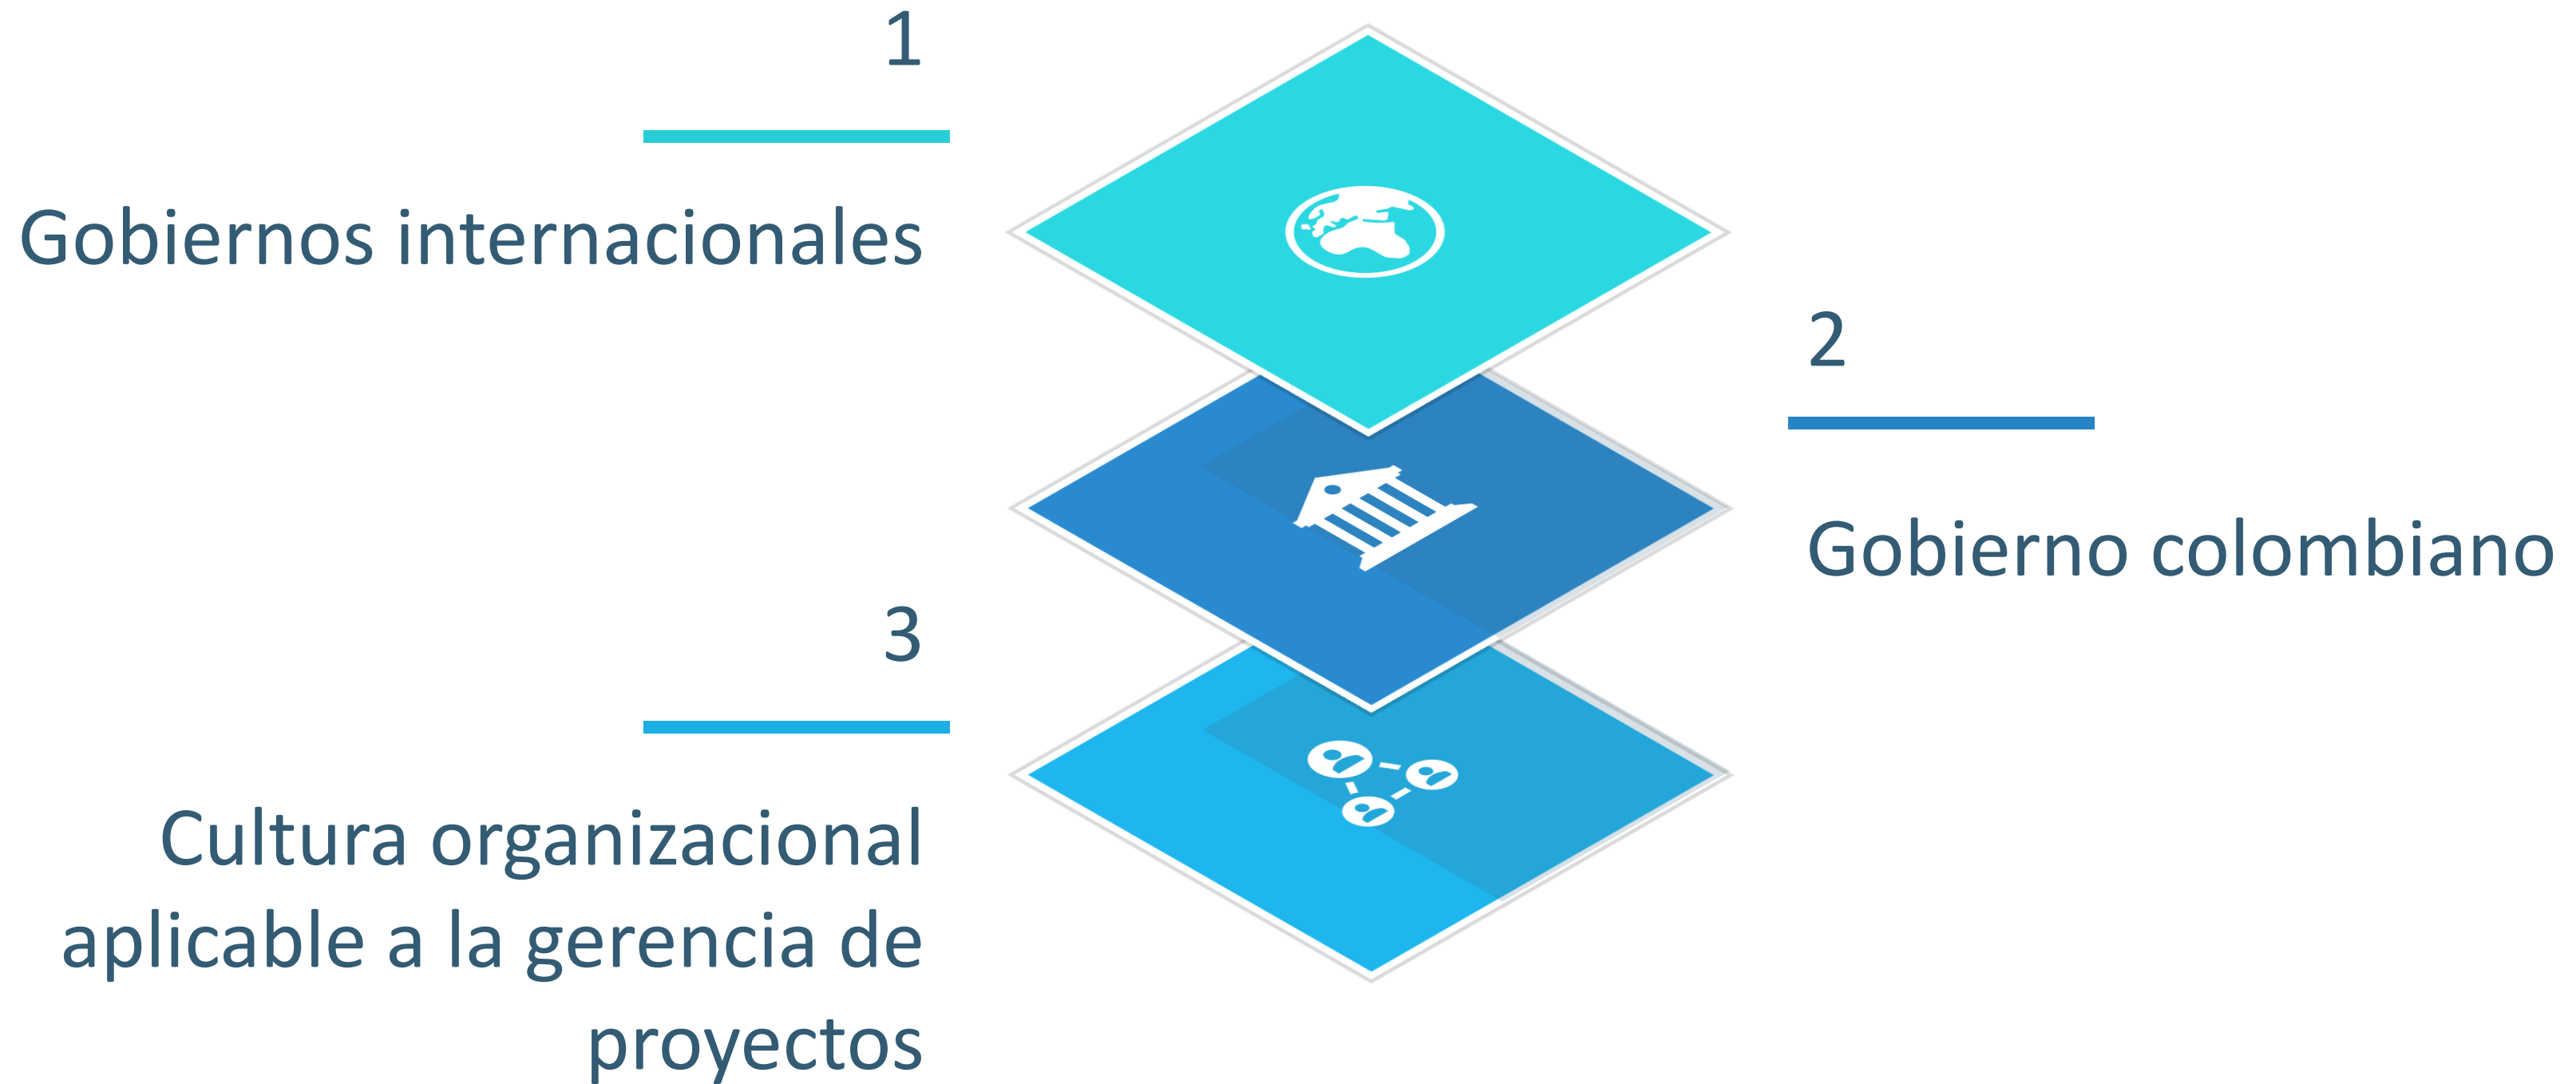 1
Gobiernos internacionales
2
Gobierno colombiano
3
Cultura organizacional
aplicable a la gerencia de
proyectos